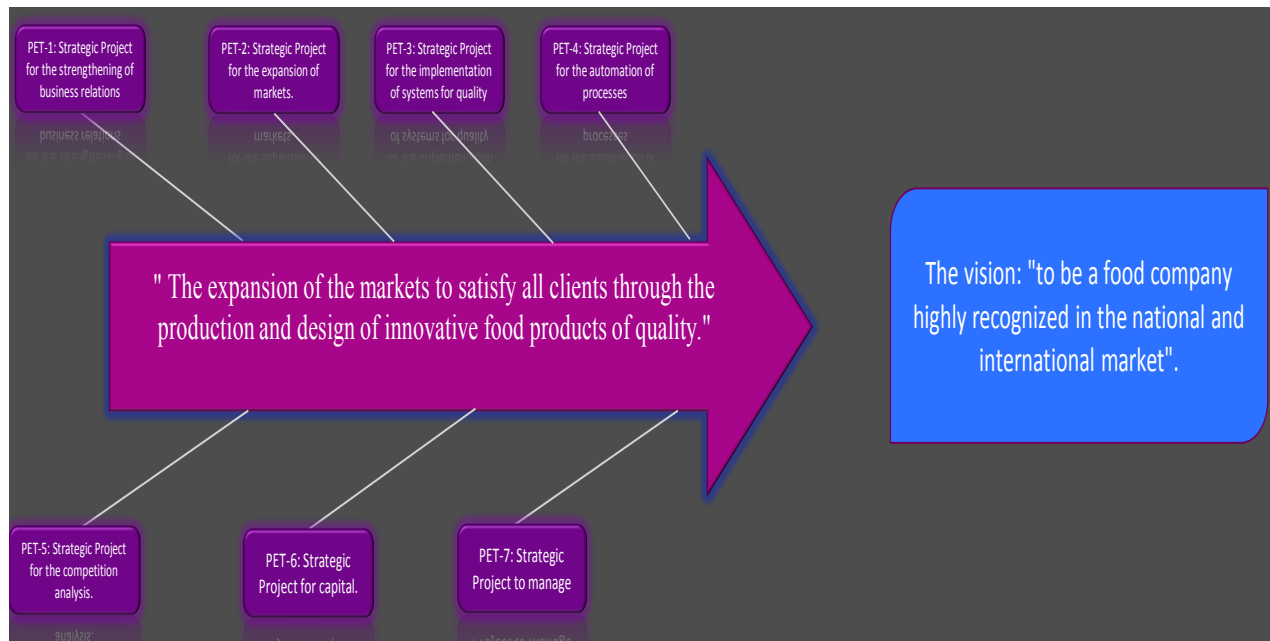 PET-1: Strategic Project
for the strengthening of
business relations
PET-2: Strategic Project
for the expansion of
markets.
PET-3: Strategic Project
for the implementation
of systems for quality
PET-4: Strategic Project
for the automation of
processes
" The expansion of the markets to satisfy all clients through the
production and design of innovative food products of quality."
The vision: "to be a food company
highly recognized in the national and
international market".
PET-5: Strategic Project
for the competition
analysis.
PET-6: Strategic
Project for capital.
PET-7: Strategic
Project to manage